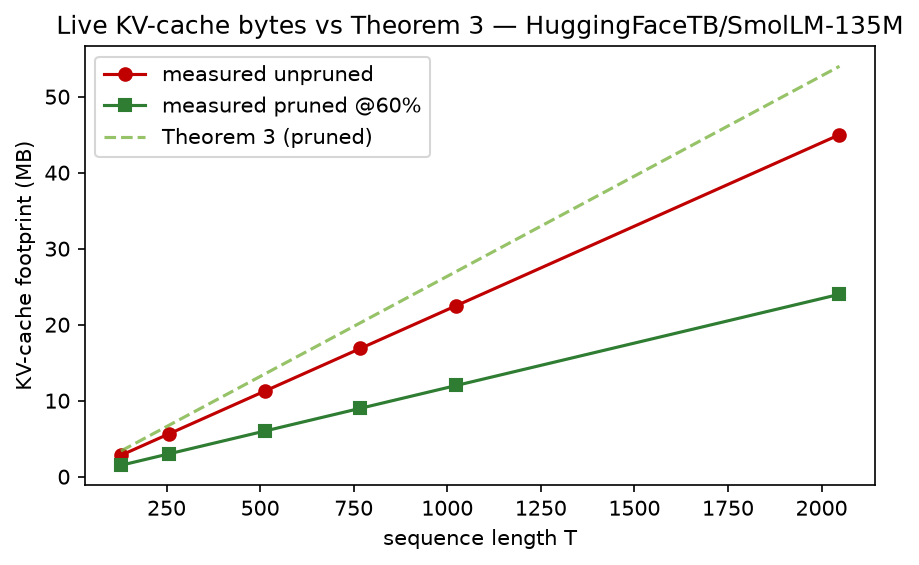 Live KV-cache bytes vs Theorem 3 — HuggingFaceTB/SmolLM-135M
measured unpruned
measured pruned @60%
Theorem 3 (pruned)
KV-cache footprint (MB)
50
40
30
20
10
0
250 500 750 1000 1250 1500 1750 2000
sequence length T